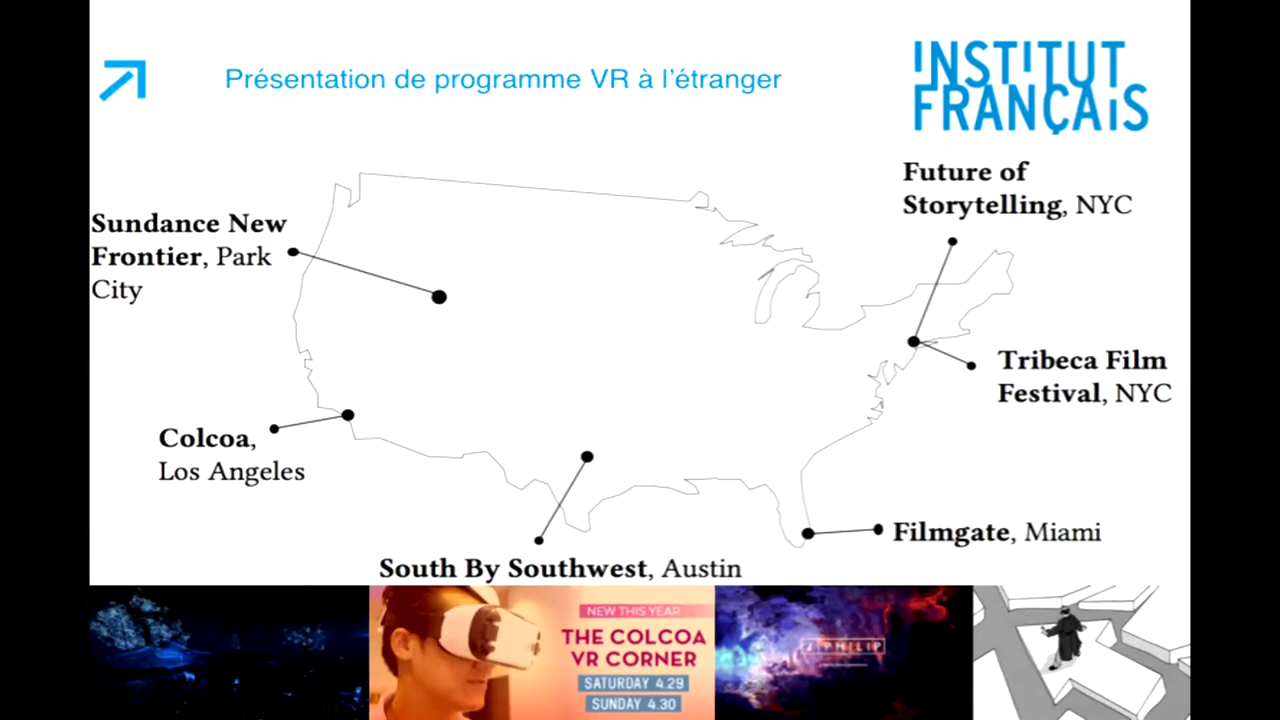 Présentation de programme VR à l'étranger
INSTITUT
FRANÇAiS
Future of
Storytelling, NYC
Sundance New
Frontier, Park
City
Tribeca Film
Festival, NYC
Colcoa,
Los Angeles
Filmgate, Miami
South By Southwest, Austin
NEW THIS YEAR
THE COLCOA
VR CORNER
SATURDAY 4.29
SUNDAY 4.30
I, PHILIP